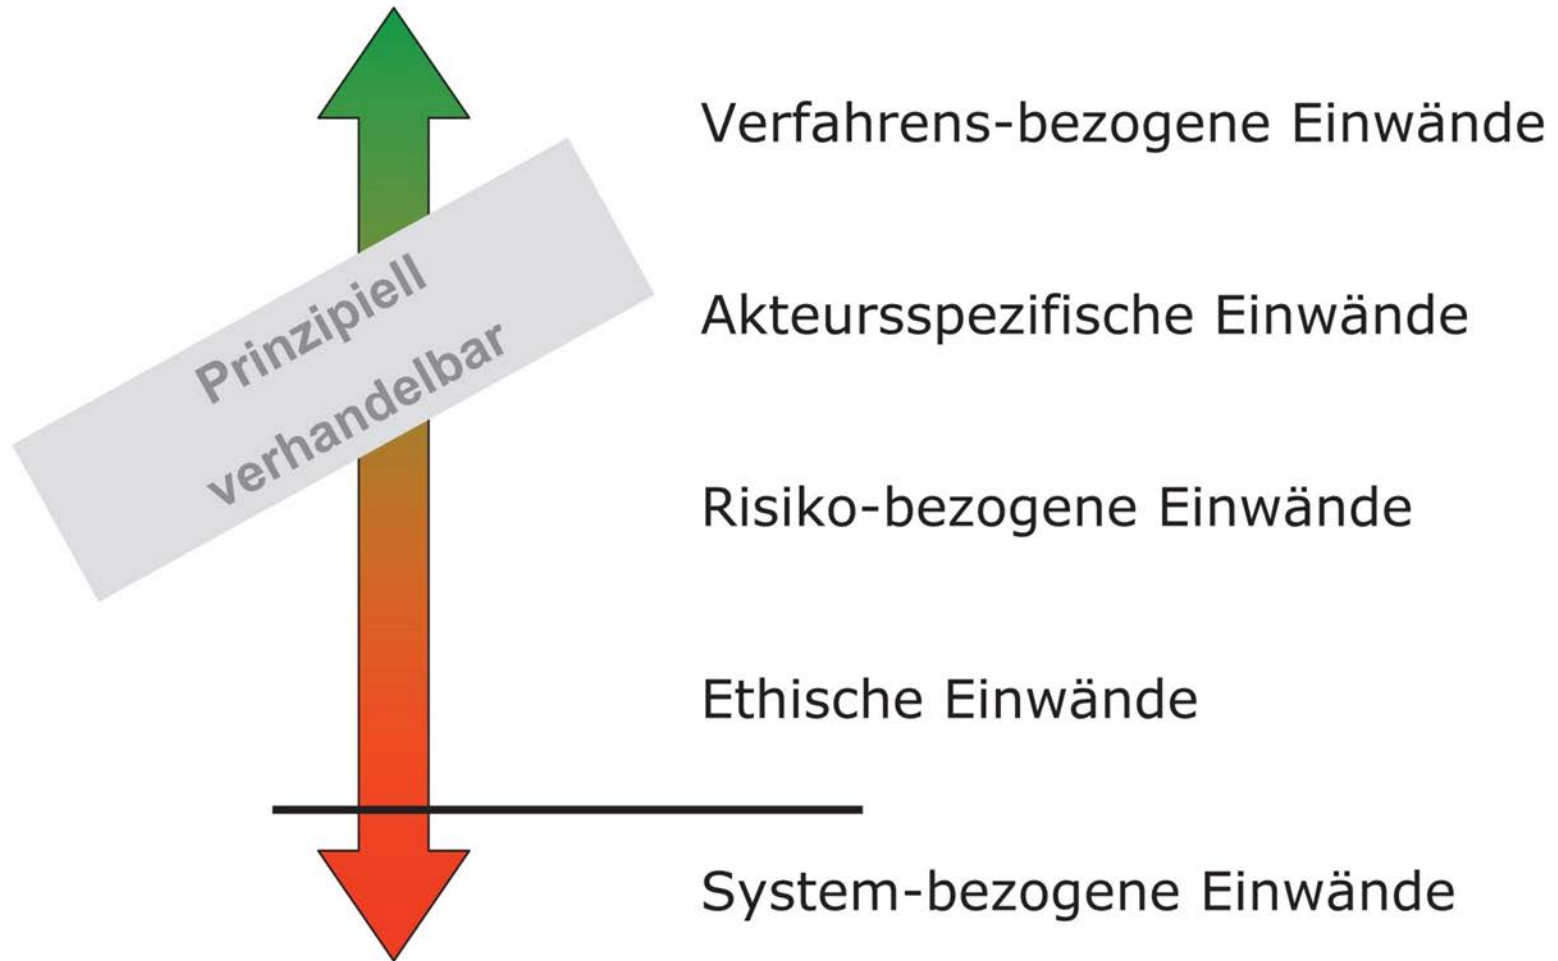 Verfahrens-bezogene Einwände
Prinzipiell
verhandelbar
Akteursspezifische Einwände
Risiko-bezogene Einwände
Ethische Einwände
System-bezogene Einwände